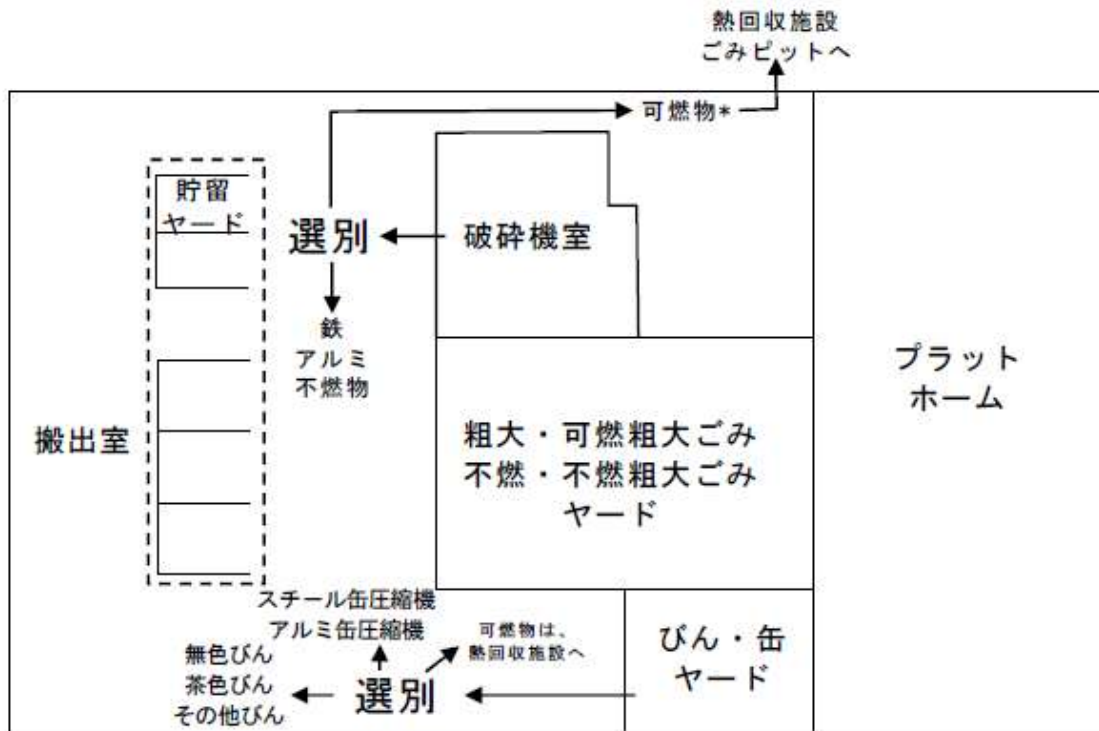 熱回収施設
ごみピットへ
可燃物*
貯留
ヤード
選別
破砕機室
鉄
アルミ
不燃物
プラット
ホーム
搬出室
粗大・可燃粗大ごみ
不燃・不燃粗大ごみ
ヤード
スチール缶圧縮機
アルミ缶圧縮機
可燃物は、
熱回収施設へ
無色びん
茶色びん
その他びん
選別
びん・缶
ヤード